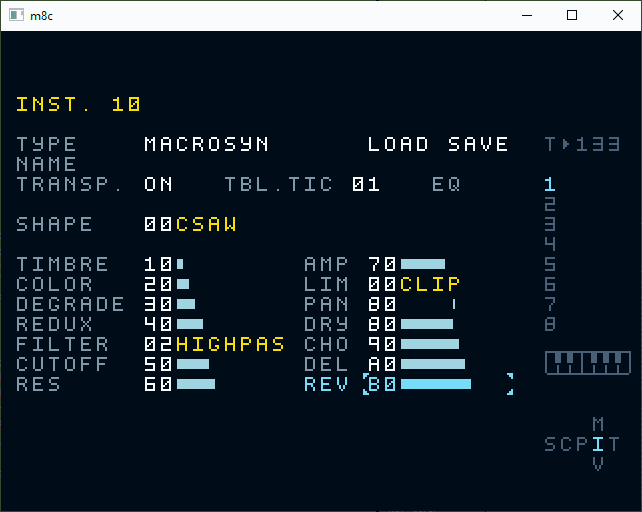 m8c
INST. 10
TYPE MACROSYN LOAD SAVE T▸133
NAME
TRANSP. ON TBL.TIC 01 EQ 1
2
SHAPE 00CSAW 3
4
TIMBRE 10 AMP 70 5
COLOR 20 LIM 00CLIP 6
DEGRADE 30 PAN 80 7
REDUX 40 DRY 80 8
FILTER 02HIGHPAS CHO 90
CUTOFF 50 DEL A0
RES 60 REV B0
M
SCPIT
V